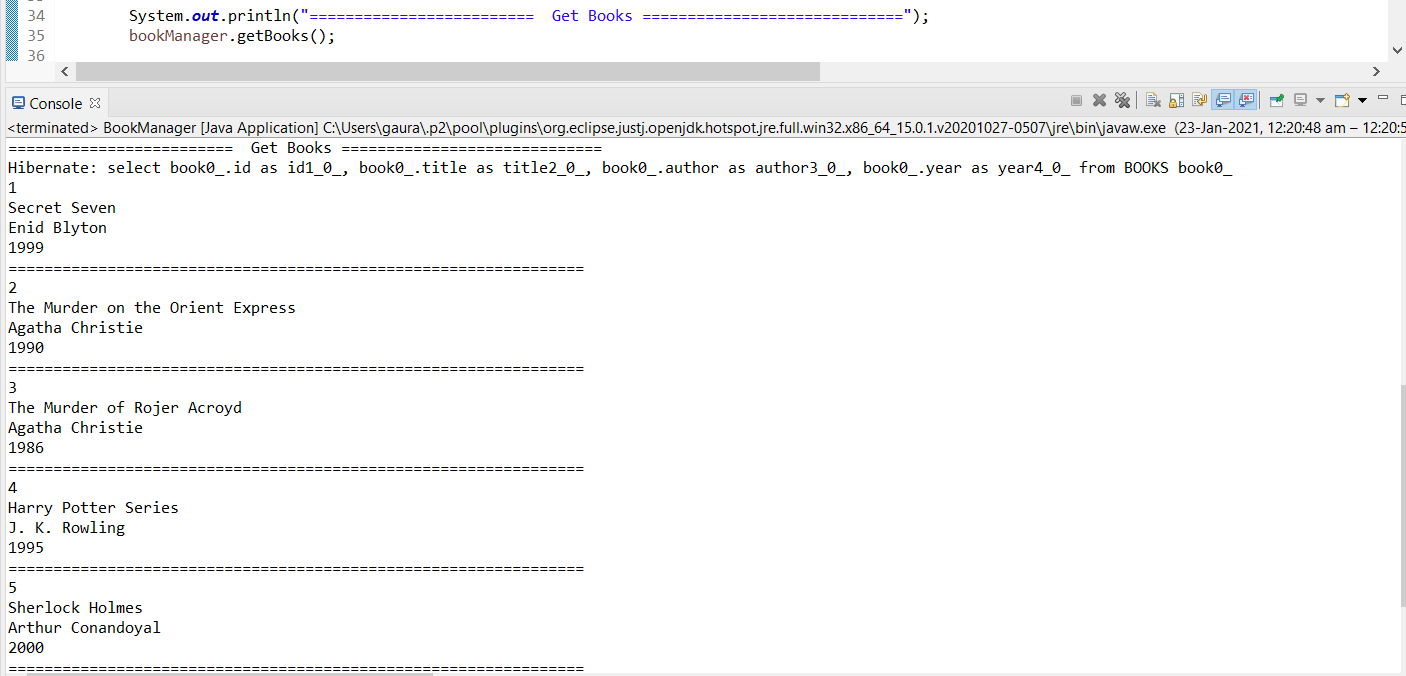 34 System.out.println("=========================  Get Books =============================");
35 bookManager.getBooks();
36
Console
<terminated> BookManager [Java Application] C:\Users\gaura\.p2\pool\plugins\org.eclipse.justj.openjdk.hotspot.jre.full.win32.x86_64_15.0.1.v20201027-0507\jre\bin\javaw.exe (23-Jan-2021, 12:20:48 am – 12:20:5
=========================  Get Books =============================
Hibernate: select book0_.id as id1_0_, book0_.title as title2_0_, book0_.author as author3_0_, book0_.year as year4_0_ from BOOKS book0_
1
Secret Seven
Enid Blyton
1999
================================================================
2
The Murder on the Orient Express
Agatha Christie
1990
================================================================
3
The Murder of Rojer Acroyd
Agatha Christie
1986
================================================================
4
Harry Potter Series
J. K. Rowling
1995
================================================================
5
Sherlock Holmes
Arthur Conandoyal
2000
================================================================